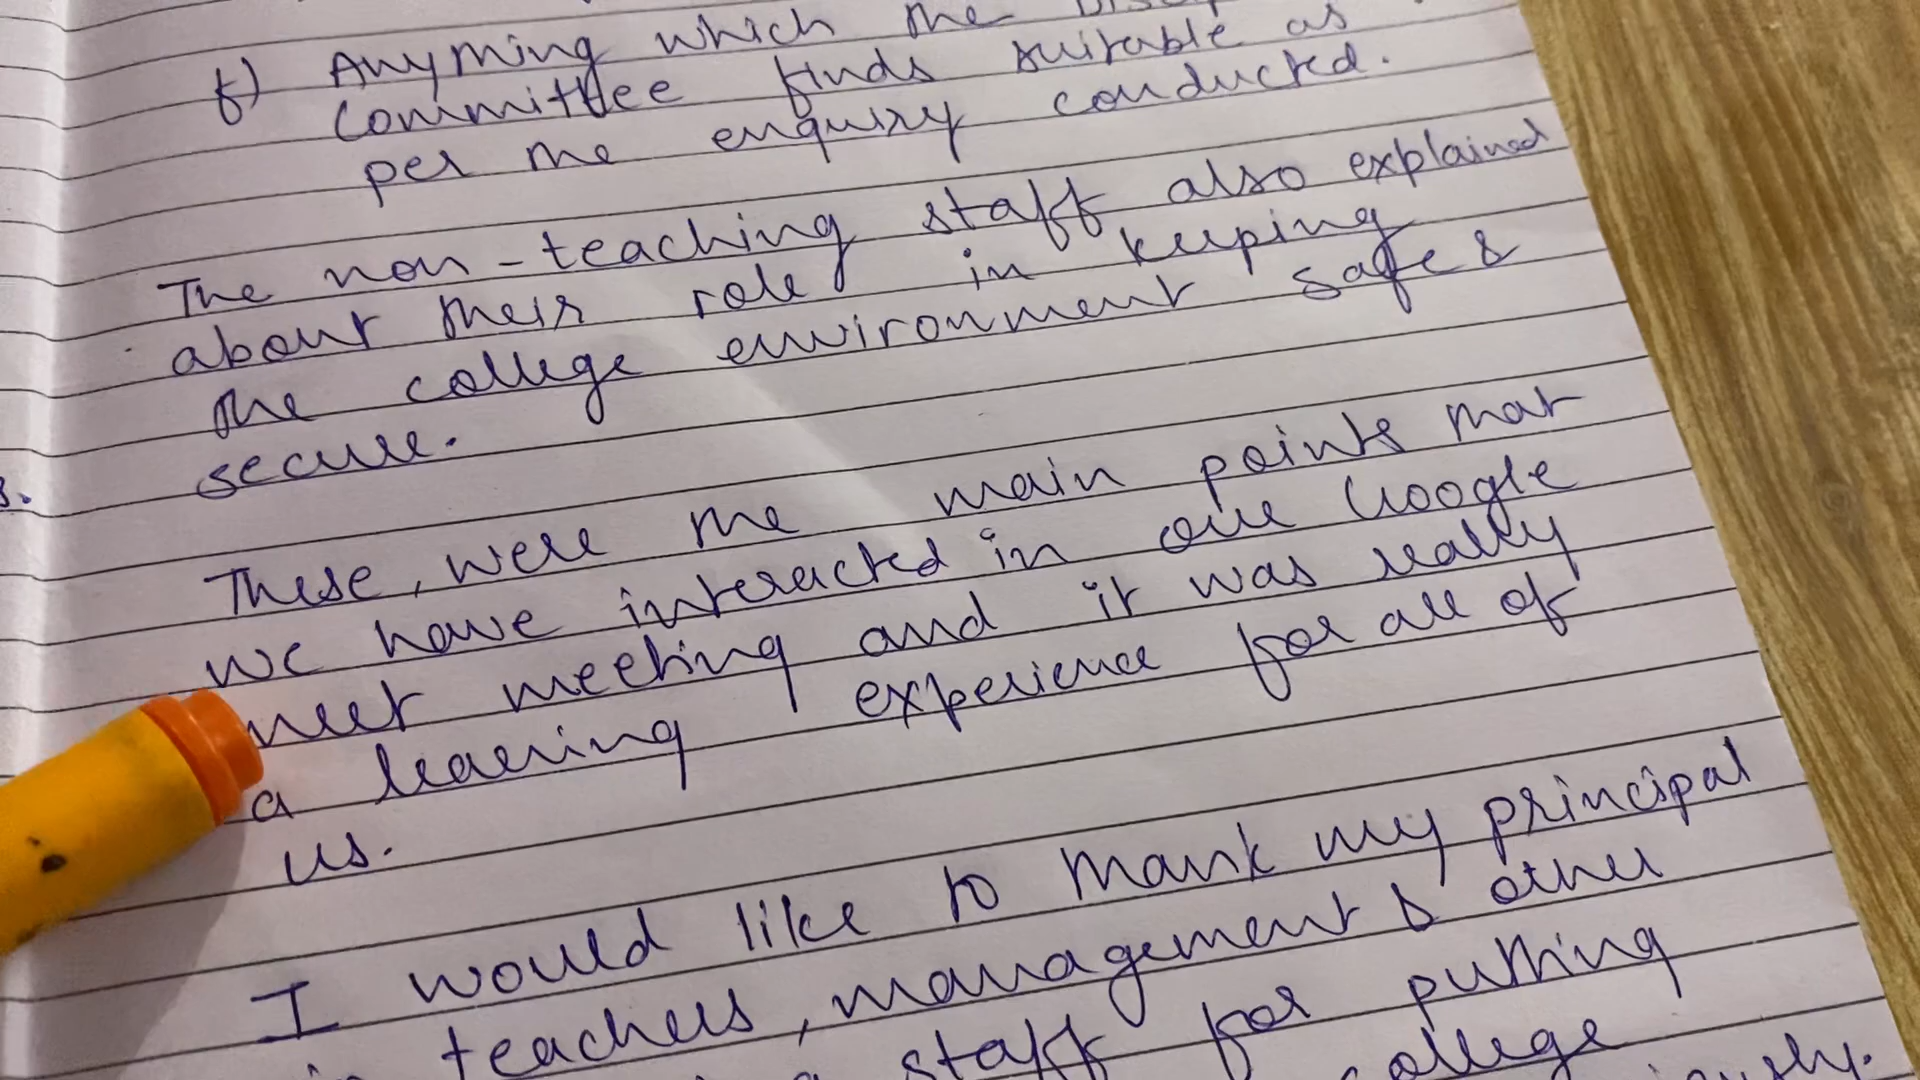 f) Anything which the
committee finds suitable as
per the enquiry conducted.
The non-teaching staff also explained
about their role in keeping
the college environment safe &
secure.
These, were the main points that
we have interacted in our Google
meet meeting and it was really
a learning experience for all of
us.
I would like to thank my principal
teachers, management & other
staff for putting
college